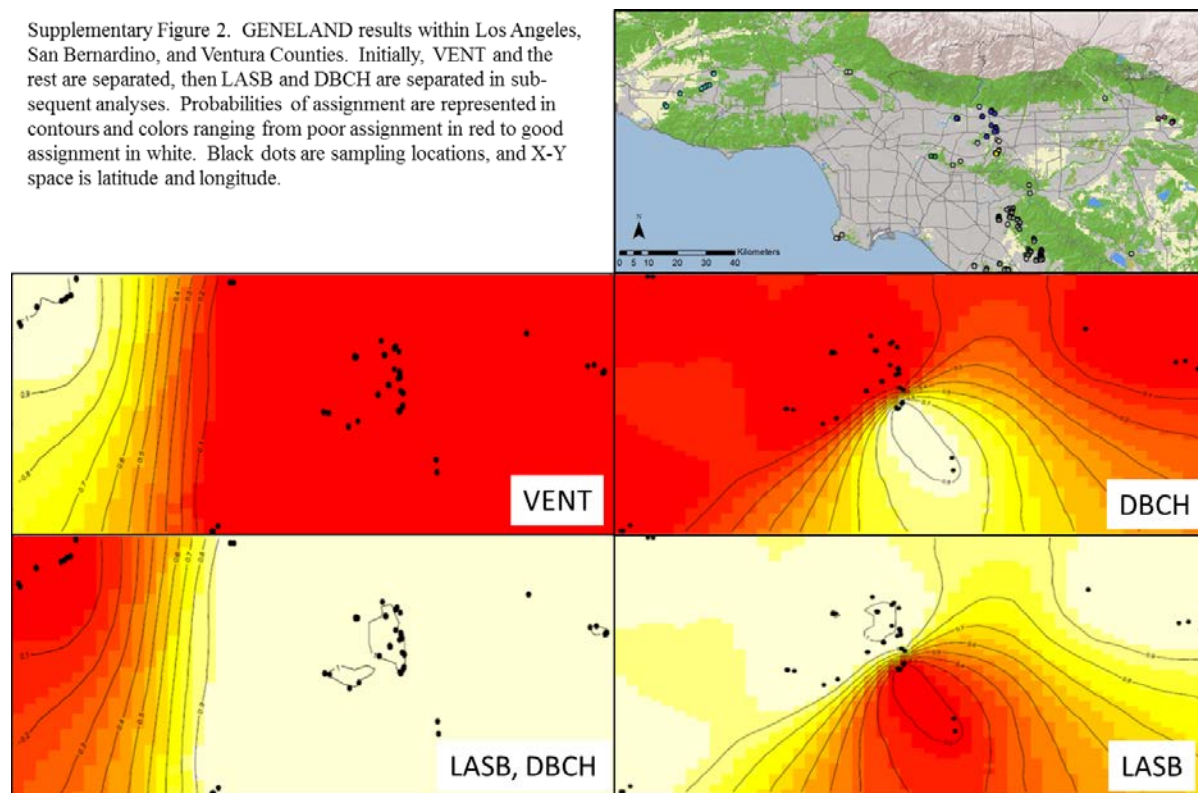 Supplementary Figure 2.  GENELAND results within Los Angeles,
San Bernardino, and Ventura Counties.  Initially, VENT and the
rest are separated, then LASB and DBCH are separated in sub-
sequent analyses.  Probabilities of assignment are represented in
contours and colors ranging from poor assignment in red to good
assignment in white.  Black dots are sampling locations, and X-Y
space is latitude and longitude.
N
Kilometers
0 5 10 20 30 40
VENT
DBCH
LASB, DBCH
LASB